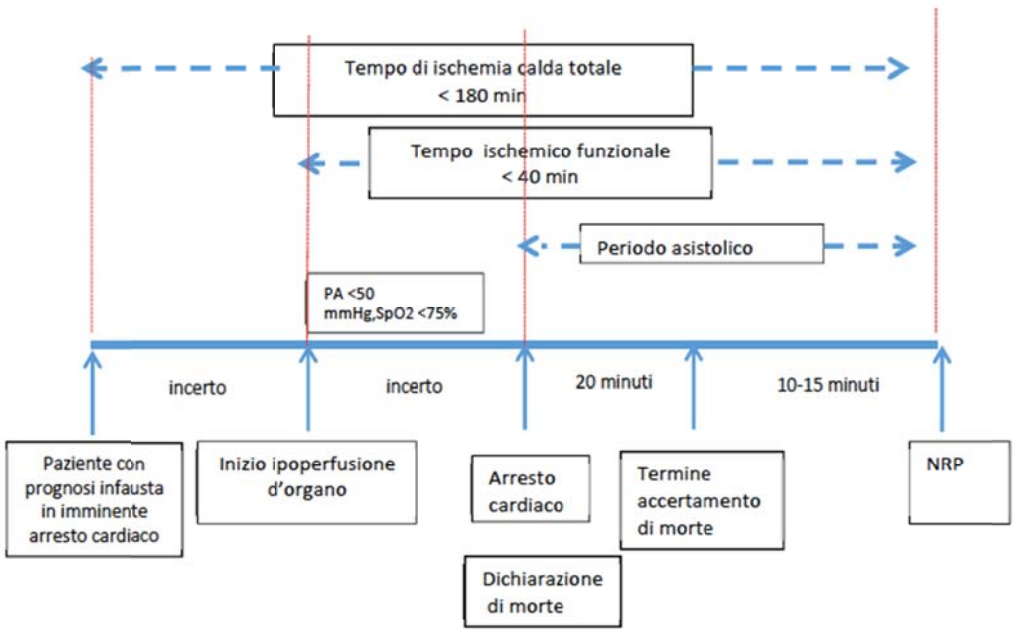 Tempo di ischemia calda totale
< 180 min
Tempo ischemico funzionale
< 40 min
Periodo asistolico
PA <50
mmHg,SpO2 <75%
incerto
incerto
20 minuti
10-15 minuti
Paziente con
prognosi infausta
in imminente
arresto cardiaco
Inizio ipoperfusione
d'organo
Arresto
cardiaco
Dichiarazione
di morte
Termine
accertamento
di morte
NRP